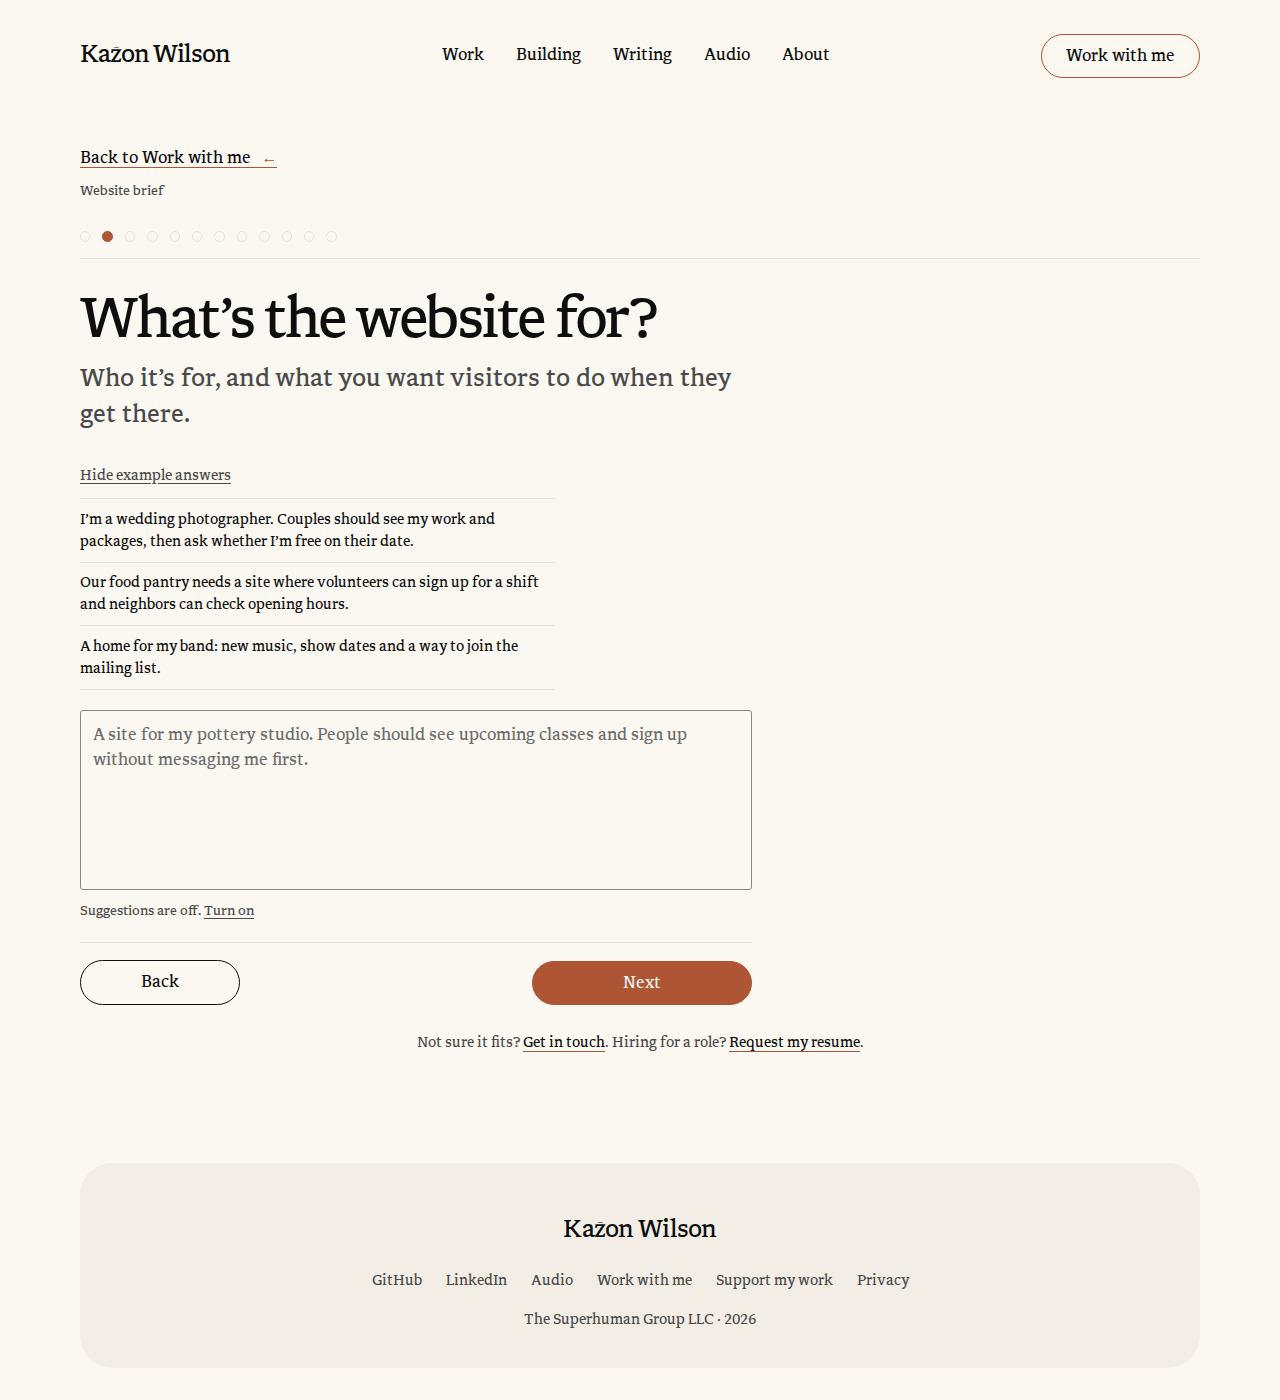 Każon Wilson
Work Building Writing Audio About
Work with me
Back to Work with me ←
Website brief
What’s the website for?
Who it’s for, and what you want visitors to do when they
get there.
Hide example answers
I’m a wedding photographer. Couples should see my work and
packages, then ask whether I’m free on their date.
Our food pantry needs a site where volunteers can sign up for a shift
and neighbors can check opening hours.
A home for my band: new music, show dates and a way to join the
mailing list.
A site for my pottery studio. People should see upcoming classes and sign up
without messaging me first.
Suggestions are off. Turn on
Back
Next
Not sure it fits? Get in touch. Hiring for a role? Request my resume.
Każon Wilson
GitHub LinkedIn Audio Work with me Support my work Privacy
The Superhuman Group LLC · 2026